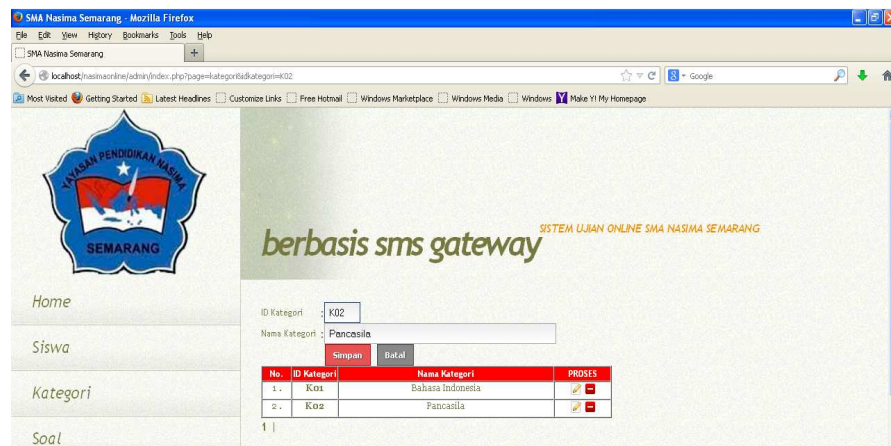 SMA Nasima Semarang - Mozilla Firefox
File Edit View History Bookmarks Tools Help
SMA Nasima Semarang +
localhost/nasimaonline/admin/index.php?page=kategori&idkategori=K02
Google
Most Visited Getting Started Latest Headlines Customize Links Free Hotmail Windows Marketplace Windows Media Windows Make Y! My Homepage
YAYASAN PENDIDIKAN NASIMA
SEMARANG
SISTEM UJIAN ONLINE SMA NASIMA SEMARANG
berbasis sms gateway
Home
Siswa
Kategori
Soal
ID Kategori : K02
Nama Kategori : Pancasila
Simpan Batal
No. ID Kategori Nama Kategori PROSES
1. K01 Bahasa Indonesia
2. K02 Pancasila
1 |